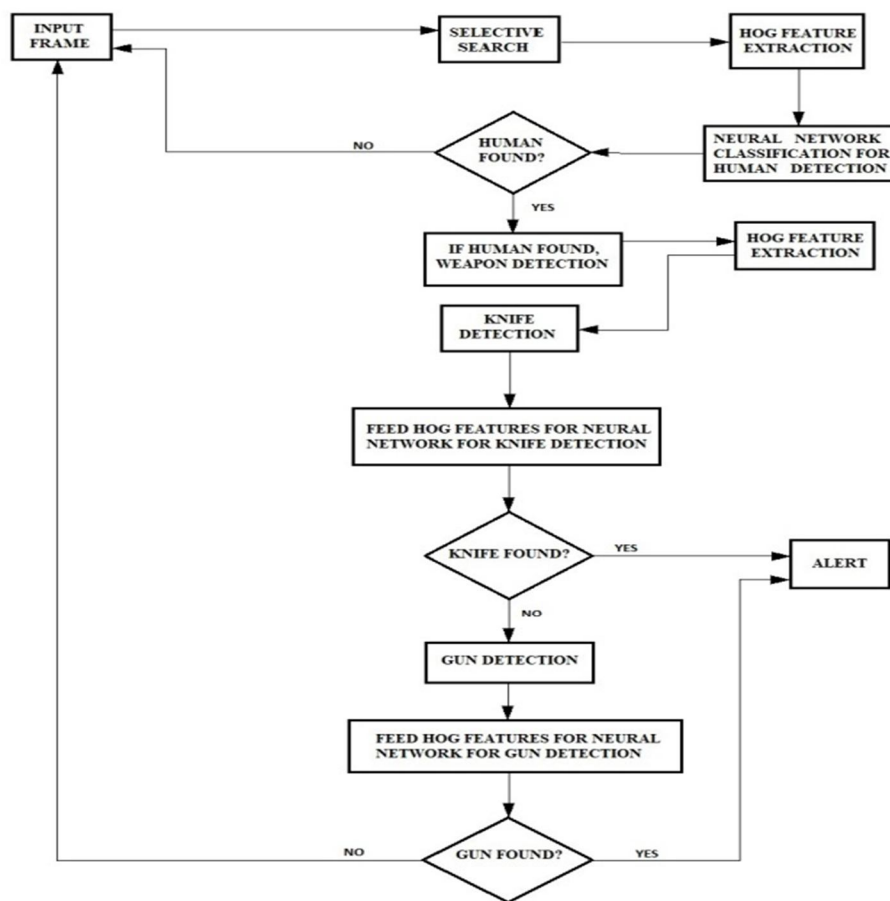 INPUT
FRAME
SELECTIVE
SEARCH
HOG FEATURE
EXTRACTION
NEURAL NETWORK
CLASSIFICATION FOR
HUMAN DETECTION
HUMAN
FOUND?
NO
YES
IF HUMAN FOUND,
WEAPON DETECTION
HOG FEATURE
EXTRACTION
KNIFE
DETECTION
FEED HOG FEATURES FOR NEURAL
NETWORK FOR KNIFE DETECTION
KNIFE FOUND?
YES
ALERT
NO
GUN DETECTION
FEED HOG FEATURES FOR NEURAL
NETWORK FOR GUN DETECTION
NO
GUN FOUND?
YES